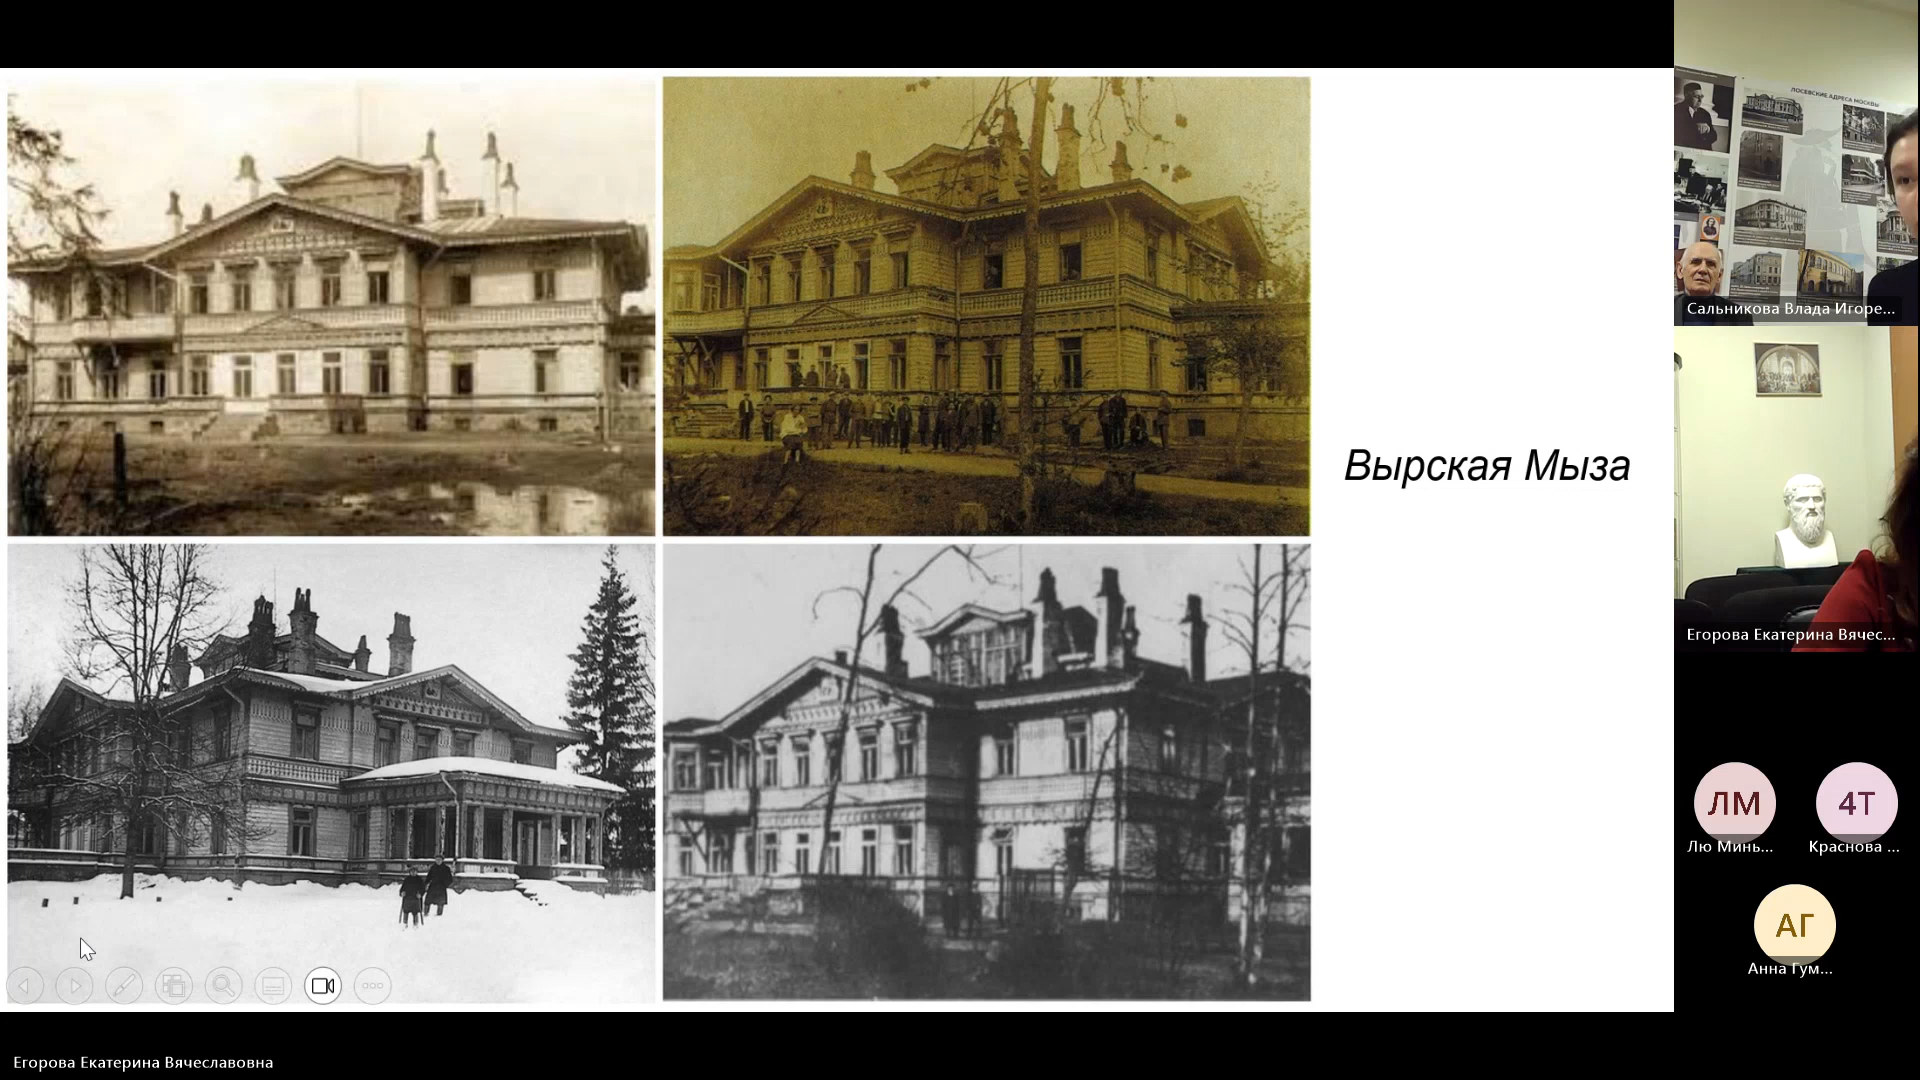 Вырская Мыза
ЛОСЕВСКИЕ АДРЕСА МОСКВЫ
Сальникова Влада Игоре...
Егорова Екатерина Вячес...
ЛМ
4Т
Лю Минь...
Краснова ...
АГ
Анна Гум...
Егорова Екатерина Вячеславовна